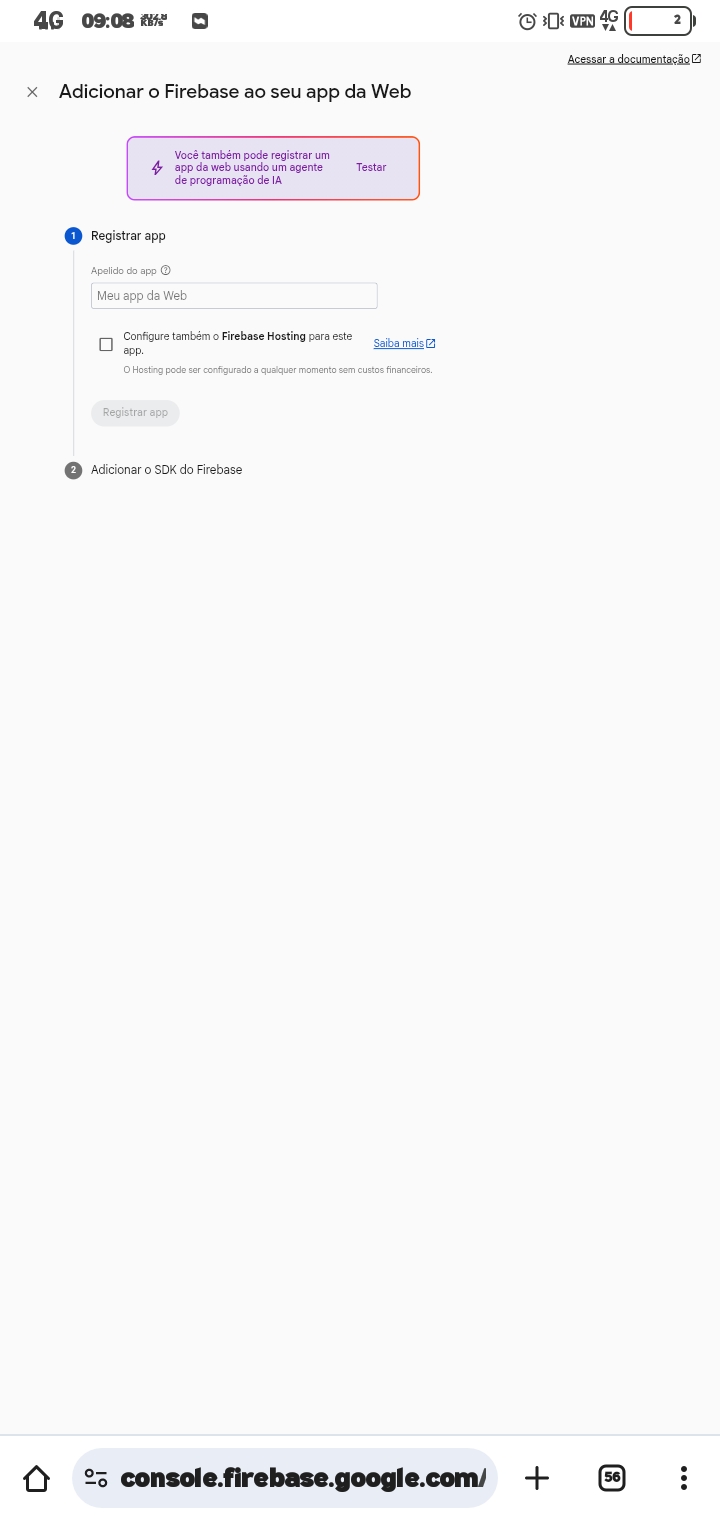 4G 09:08 KB/s VPN 4G 2
Acessar a documentação
Adicionar o Firebase ao seu app da Web
Você também pode registrar um
app da web usando um agente
de programação de IA
Testar
1 Registrar app
Apelido do app
Meu app da Web
Configure também o Firebase Hosting para este
app.
Saiba mais
O Hosting pode ser configurado a qualquer momento sem custos financeiros.
Registrar app
2 Adicionar o SDK do Firebase
console.firebase.google.com/
56